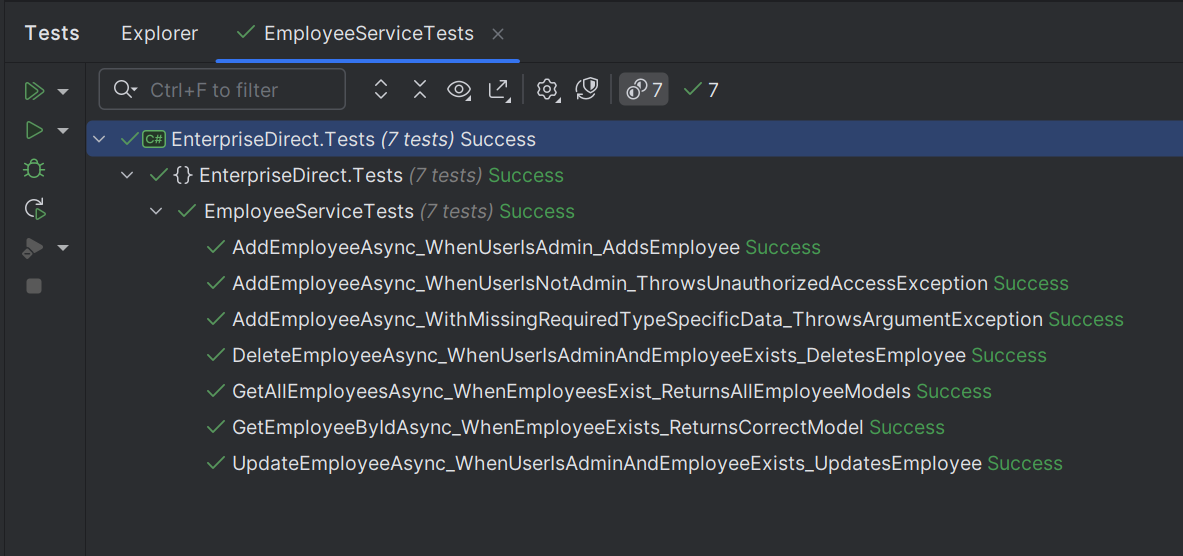 Tests Explorer EmployeeServiceTests
Ctrl+F to filter 7 7
C# EnterpriseDirect.Tests (7 tests) Success
{} EnterpriseDirect.Tests (7 tests) Success
EmployeeServiceTests (7 tests) Success
AddEmployeeAsync_WhenUserIsAdmin_AddsEmployee Success
AddEmployeeAsync_WhenUserIsNotAdmin_ThrowsUnauthorizedAccessException Success
AddEmployeeAsync_WithMissingRequiredTypeSpecificData_ThrowsArgumentException Success
DeleteEmployeeAsync_WhenUserIsAdminAndEmployeeExists_DeletesEmployee Success
GetAllEmployeesAsync_WhenEmployeesExist_ReturnsAllEmployeeModels Success
GetEmployeeByIdAsync_WhenEmployeeExists_ReturnsCorrectModel Success
UpdateEmployeeAsync_WhenUserIsAdminAndEmployeeExists_UpdatesEmployee Success